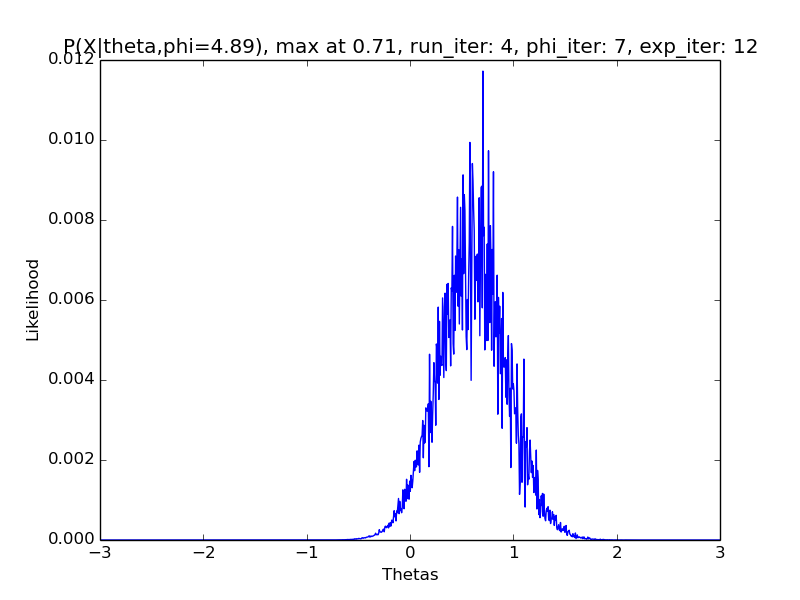 P(X|theta,phi=4.89), max at 0.71, run_iter: 4, phi_iter: 7, exp_iter: 12
0.012
0.010
0.008
0.006
0.004
0.002
0.000
Likelihood
−3 −2 −1 0 1 2 3
Thetas